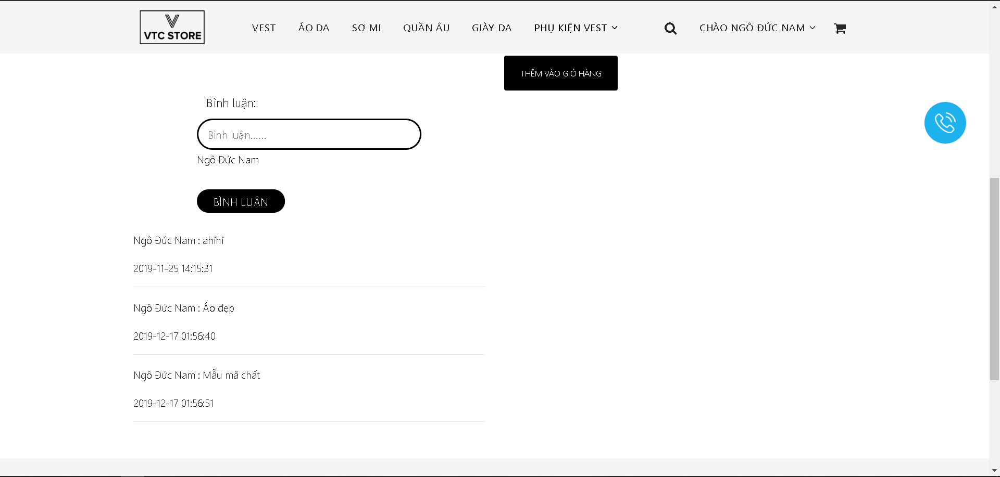 VTC STORE
VEST ÁO DA SƠ MI QUẦN ÂU GIÀY DA PHỤ KIỆN VEST CHÀO NGÔ ĐỨC NAM
THÊM VÀO GIỎ HÀNG
Bình luận:
Bình luận......
Ngô Đức Nam
BÌNH LUẬN
Ngô Đức Nam : ahihi
2019-11-25 14:15:31
Ngô Đức Nam : Áo đẹp
2019-12-17 01:56:40
Ngô Đức Nam : Mẫu mã chất
2019-12-17 01:56:51